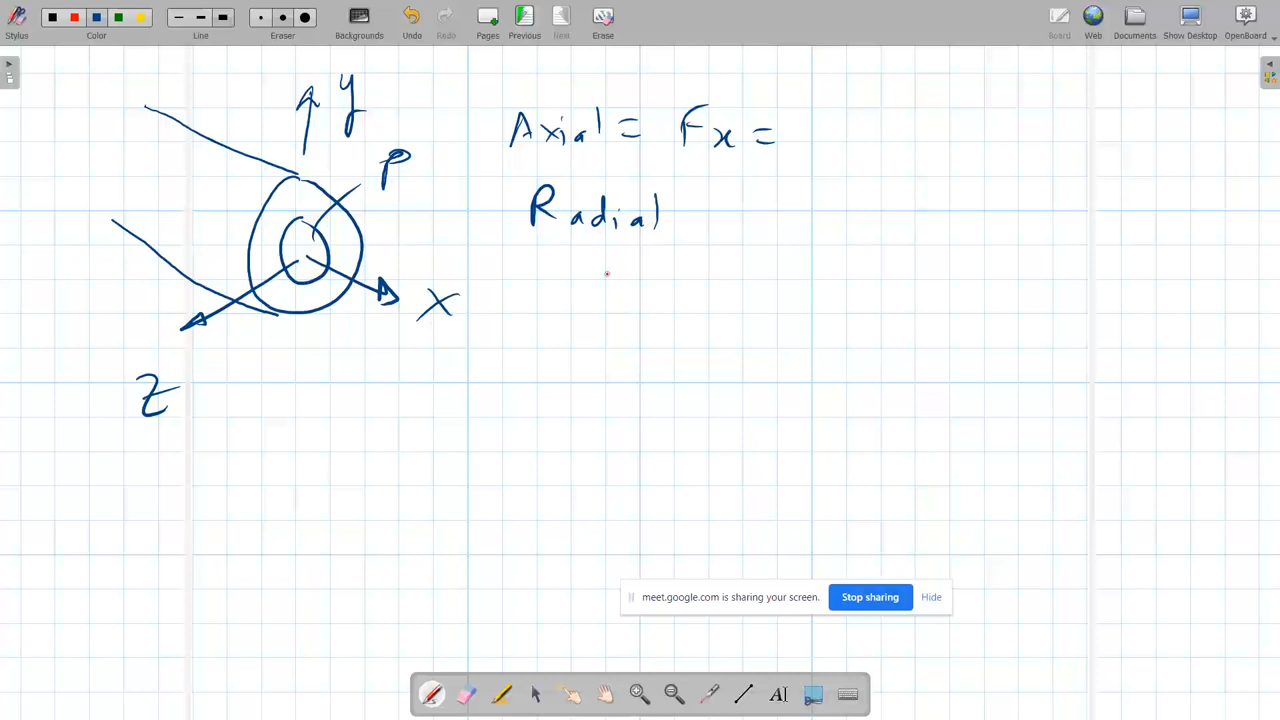 Stylus
Color
Line
Eraser
Backgrounds
Undo
Redo
Pages
Previous
Next
Erase
Board
Web
Documents
Show Desktop
OpenBoard
y
P
X
Z
Axial = Fx =
Radial
meet.google.com is sharing your screen.
Stop sharing
Hide
AI